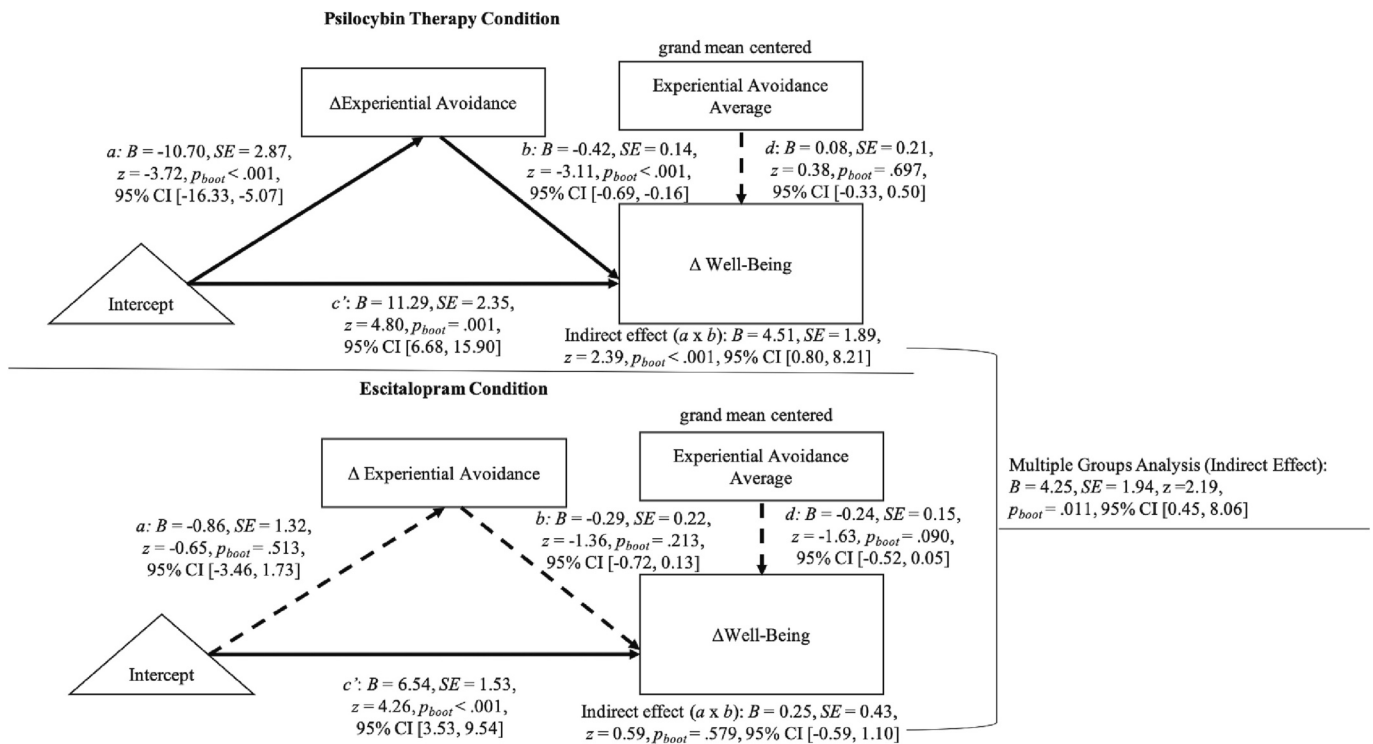 Psilocybin Therapy Condition
grand mean centered
ΔExperiential Avoidance
Experiential Avoidance
Average
a: B = -10.70, SE = 2.87,
z = -3.72, pboot < .001,
95% CI [-16.33, -5.07]
b: B = -0.42, SE = 0.14,
z = -3.11, pboot < .001,
95% CI [-0.69, -0.16]
d: B = 0.08, SE = 0.21,
z = 0.38, pboot = .697,
95% CI [-0.33, 0.50]
Δ Well-Being
Intercept
c’: B = 11.29, SE = 2.35,
z = 4.80, pboot = .001,
95% CI [6.68, 15.90]
Indirect effect (a x b): B = 4.51, SE = 1.89,
z = 2.39, pboot < .001, 95% CI [0.80, 8.21]
Escitalopram Condition
grand mean centered
Δ Experiential Avoidance
Experiential Avoidance
Average
Multiple Groups Analysis (Indirect Effect):
B = 4.25, SE = 1.94, z =2.19,
pboot = .011, 95% CI [0.45, 8.06]
a: B = -0.86, SE = 1.32,
z = -0.65, pboot = .513,
95% CI [-3.46, 1.73]
b: B = -0.29, SE = 0.22,
z = -1.36, pboot = .213,
95% CI [-0.72, 0.13]
d: B = -0.24, SE = 0.15,
z = -1.63, pboot = .090,
95% CI [-0.52, 0.05]
ΔWell-Being
Intercept
c’: B = 6.54, SE = 1.53,
z = 4.26, pboot < .001,
95% CI [3.53, 9.54]
Indirect effect (a x b): B = 0.25, SE = 0.43,
z = 0.59, pboot = .579, 95% CI [-0.59, 1.10]